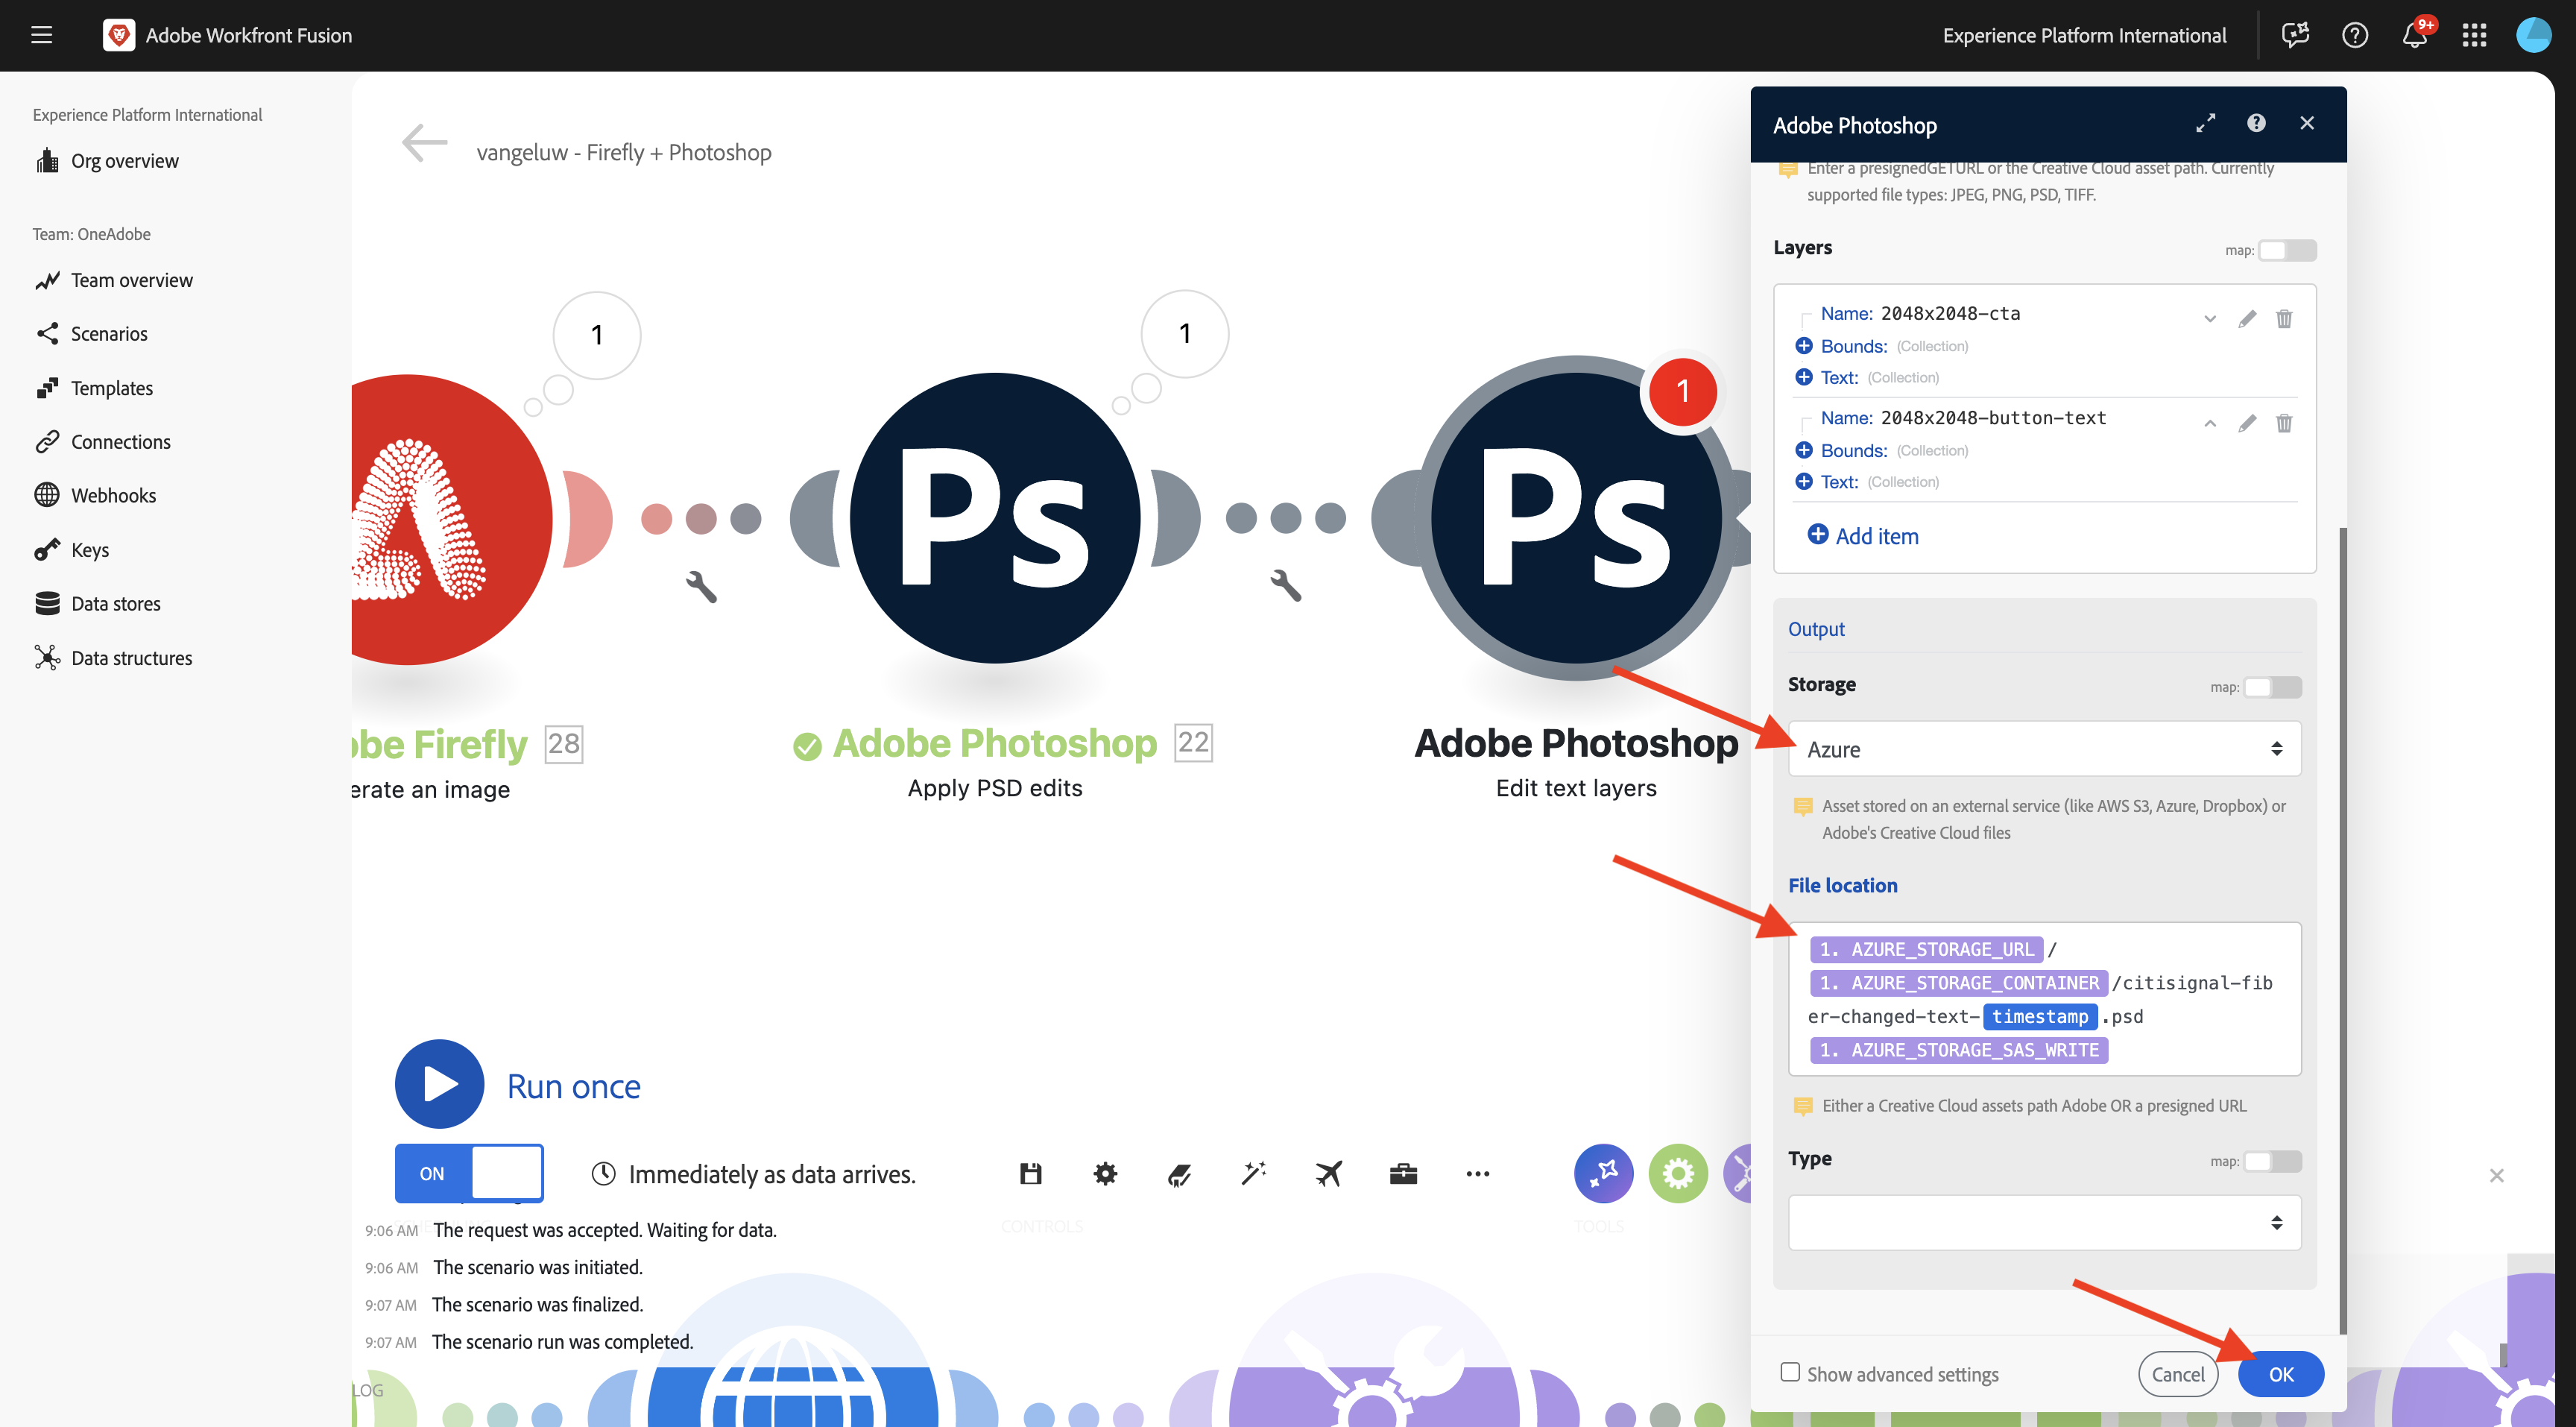 Adobe Workfront Fusion
Experience Platform International
9+
Experience Platform International
Org overview
Team: OneAdobe
Team overview
Scenarios
Templates
Connections
Webhooks
Keys
Data stores
Data structures
vangeluw - Firefly + Photoshop
1
1
1
Ps
Ps
obe Firefly 28
erate an image
Adobe Photoshop 22
Apply PSD edits
Adobe Photoshop
Edit text layers
Run once
ON
Immediately as data arrives.
CONTROLS
TOOLS
9:06 AM The request was accepted. Waiting for data.
9:06 AM The scenario was initiated.
9:07 AM The scenario was finalized.
9:07 AM The scenario run was completed.
LOG
Adobe Photoshop
Enter a presignedGETURL or the Creative Cloud asset path. Currently
supported file types: JPEG, PNG, PSD, TIFF.
Layers
map:
Name: 2048x2048-cta
Bounds: (Collection)
Text: (Collection)
Name: 2048x2048-button-text
Bounds: (Collection)
Text: (Collection)
Add item
Output
Storage
map:
Azure
Asset stored on an external service (like AWS S3, Azure, Dropbox) or
Adobe's Creative Cloud files
File location
1. AZURE_STORAGE_URL /
1. AZURE_STORAGE_CONTAINER /citisignal-fib
er-changed-text- timestamp .psd
1. AZURE_STORAGE_SAS_WRITE
Either a Creative Cloud assets path Adobe OR a presigned URL
Type
map:
Show advanced settings
Cancel
OK